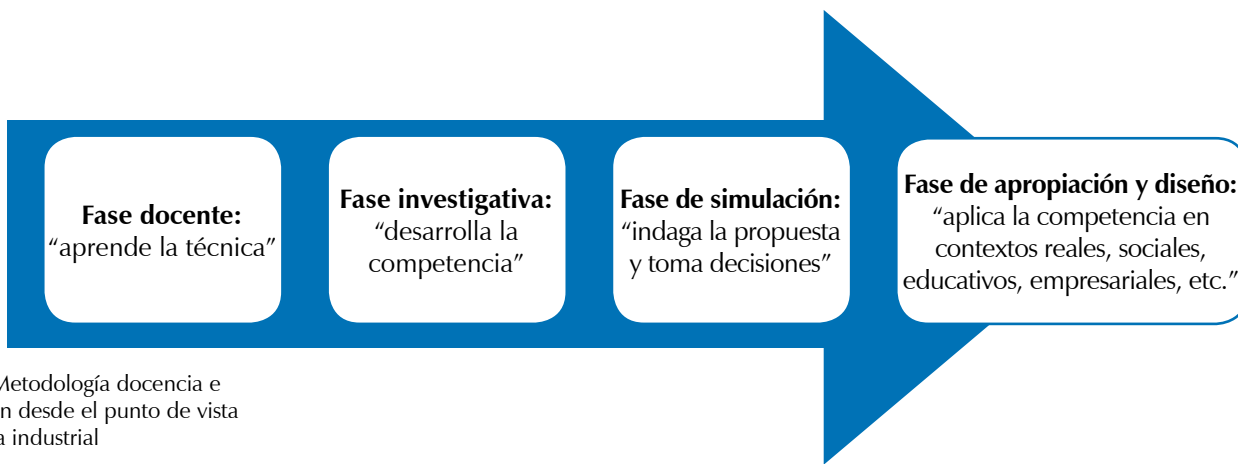 Fase docente:
“aprende la técnica”
Fase investigativa:
“desarrolla la
competencia”
Fase de simulación:
“indaga la propuesta
y toma decisiones”
Fase de apropiación y diseño:
“aplica la competencia en
contextos reales, sociales,
educativos, empresariales, etc.”
Metodología docencia e
n desde el punto de vista
a industrial